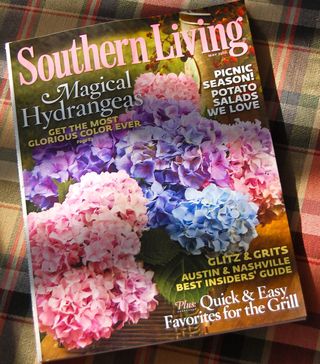 Southern Living
Magical
Hydrangeas
GET THE MOST
GLORIOUS COLOR EVER
PICNIC
SEASON!
POTATO
SALADS
WE LOVE
GLITZ & GRITS
AUSTIN & NASHVILLE
BEST INSIDERS' GUIDE
Plus:
Quick & Easy
Favorites for the Grill